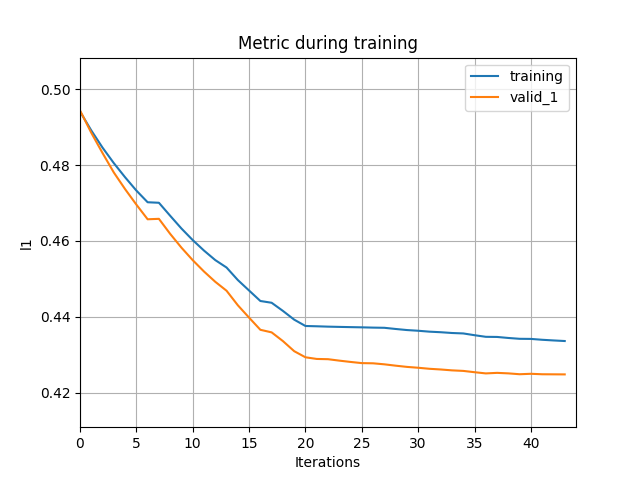 Metric during training
training
valid_1
0.50
0.48
0.46
0.44
0.42
l1
0 5 10 15 20 25 30 35 40
Iterations